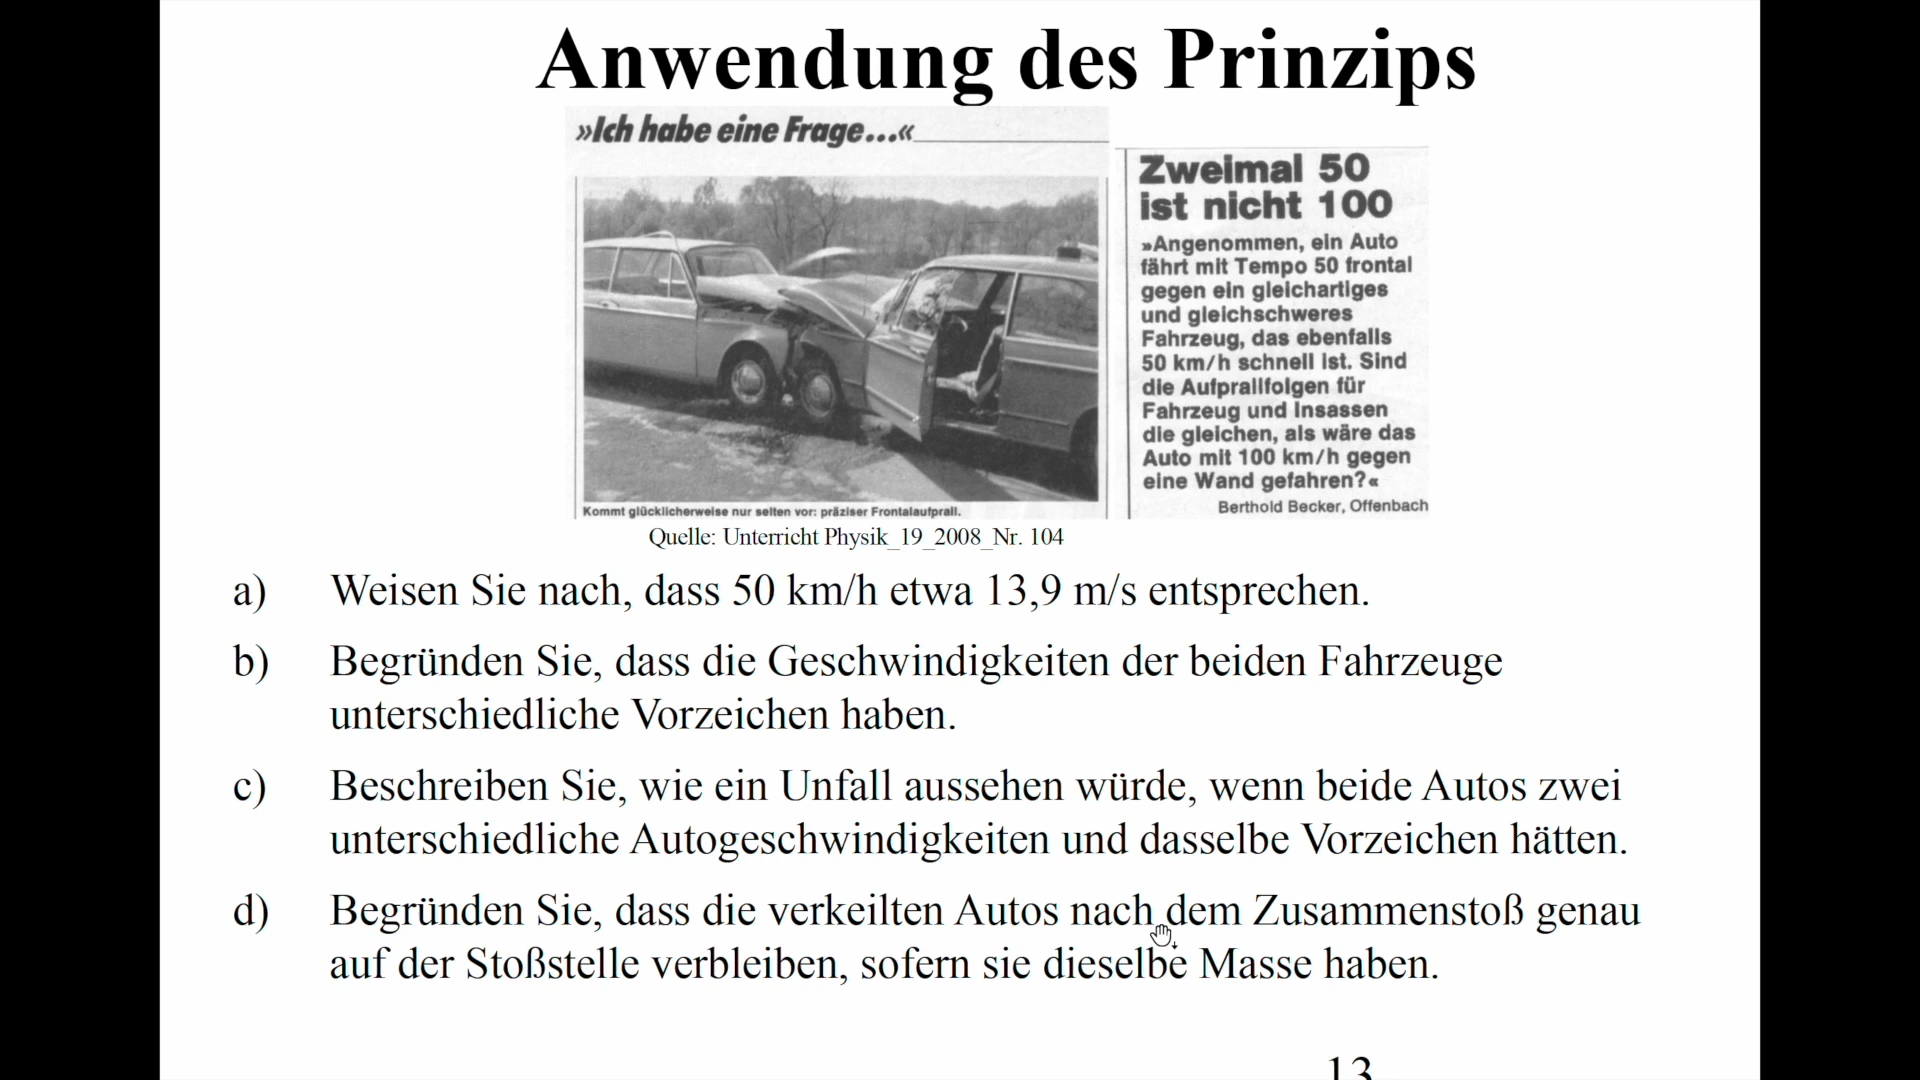 Anwendung des Prinzips
»Ich habe eine Frage...«
Kommt glücklicherweise nur selten vor: präziser Frontalaufprall.
Zweimal 50
ist nicht 100
»Angenommen, ein Auto
fährt mit Tempo 50 frontal
gegen ein gleichartiges
und gleichschweres
Fahrzeug, das ebenfalls
50 km/h schnell ist. Sind
die Aufprallfolgen für
Fahrzeug und Insassen
die gleichen, als wäre das
Auto mit 100 km/h gegen
eine Wand gefahren?«
Berthold Becker, Offenbach
Quelle: Unterricht Physik_19_2008_Nr. 104
a) Weisen Sie nach, dass 50 km/h etwa 13,9 m/s entsprechen.
b) Begründen Sie, dass die Geschwindigkeiten der beiden Fahrzeuge
unterschiedliche Vorzeichen haben.
c) Beschreiben Sie, wie ein Unfall aussehen würde, wenn beide Autos zwei
unterschiedliche Autogeschwindigkeiten und dasselbe Vorzeichen hätten.
d) Begründen Sie, dass die verkeilten Autos nach dem Zusammenstoß genau
auf der Stoßstelle verbleiben, sofern sie dieselbe Masse haben.
13